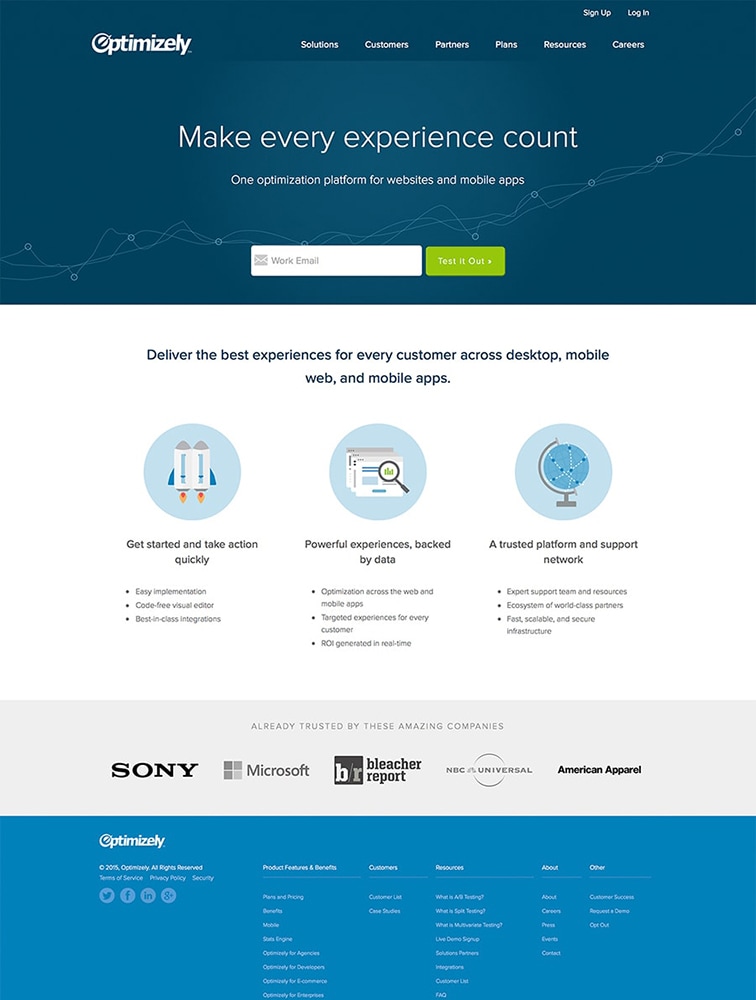 Sign Up Log In
Optimizely
Solutions Customers Partners Plans Resources Careers
Make every experience count
One optimization platform for websites and mobile apps
Work Email
Test it Out »
Deliver the best experiences for every customer across desktop, mobile
web, and mobile apps.
Get started and take action
quickly
Easy implementation
Code-free visual editor
Best-in-class integrations
Powerful experiences, backed
by data
Optimization across the web and
mobile apps
Targeted experiences for every
customer
ROI generated in real-time
A trusted platform and support
network
Expert support team and resources
Ecosystem of world-class partners
Fast, scalable, and secure
infrastructure
ALREADY TRUSTED BY THESE AMAZING COMPANIES
SONY
Microsoft
b/r bleacher
report
NBC UNIVERSAL
American Apparel
Optimizely
© 2015, Optimizely. All Rights Reserved
Terms of Service Privacy Policy Security
Product Features & Benefits
Plans and Pricing
Benefits
Mobile
Stats Engine
Optimizely for Agencies
Optimizely for Developers
Optimizely for E-commerce
Optimizely for Enterprises
Customers
Customer List
Case Studies
Resources
What is A/B Testing?
What is Split Testing?
What is Multivariate Testing?
Live Demo Signup
Solutions Partners
Integrations
Customer List
FAQ
About
About
Careers
Press
Events
Contact
Other
Customer Success
Request a Demo
Opt Out